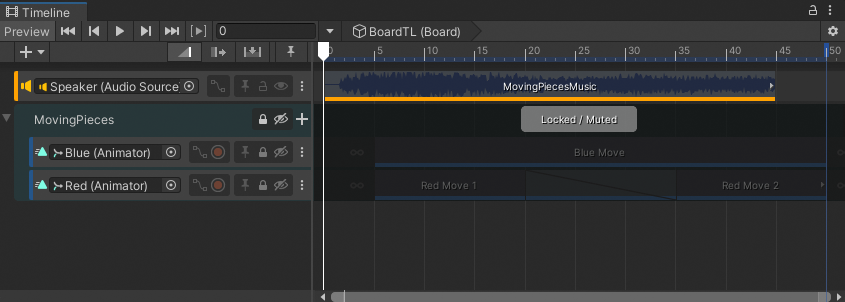 Timeline
Preview 0 BoardTL (Board)
0 5 10 15 20 25 30 35 40 45 50
Speaker (Audio Source) MovingPiecesMusic
MovingPieces Locked / Muted
Blue (Animator) Blue Move
Red (Animator) Red Move 1 Red Move 2